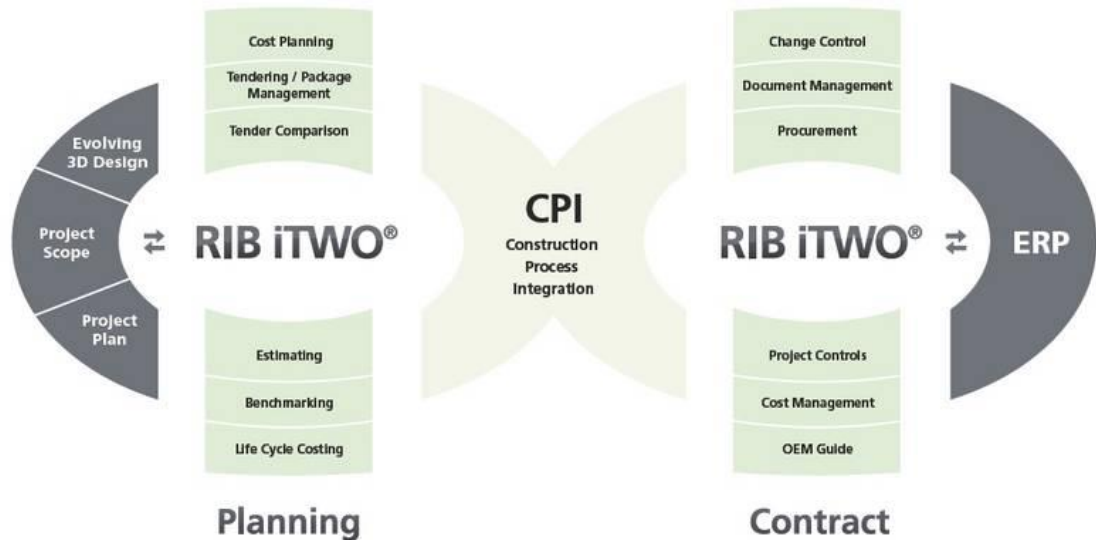 Cost Planning
Tendering / Package
Management
Tender Comparison
Evolving
3D Design
Project
Scope
Project
Plan
RIB iTWO®
Estimating
Benchmarking
Life Cycle Costing
Planning
CPI
Construction
Process
Integration
Change Control
Document Management
Procurement
RIB iTWO®
ERP
Project Controls
Cost Management
OEM Guide
Contract